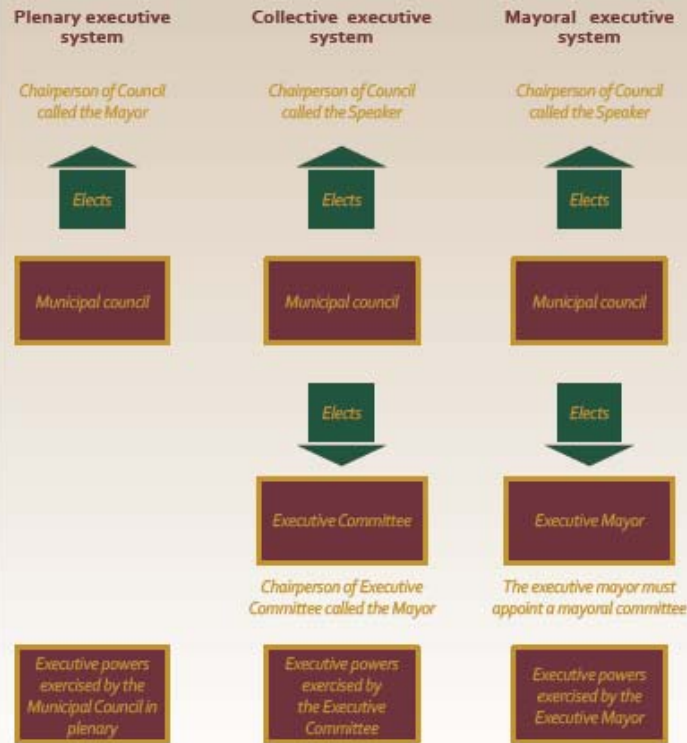 Plenary executive
system
Chairperson of Council
called the Mayor
Elects
Municipal council
Executive powers
exercised by the
Municipal Council in
plenary
Collective executive
system
Chairperson of Council
called the Speaker
Elects
Municipal council
Elects
Executive Committee
Chairperson of Executive
Committee called the Mayor
Executive powers
exercised by
the Executive
Committee
Mayoral executive
system
Chairperson of Council
called the Speaker
Elects
Municipal council
Elects
Executive Mayor
The executive mayor must
appoint a mayoral committee
Executive powers
exercised by the
Executive Mayor